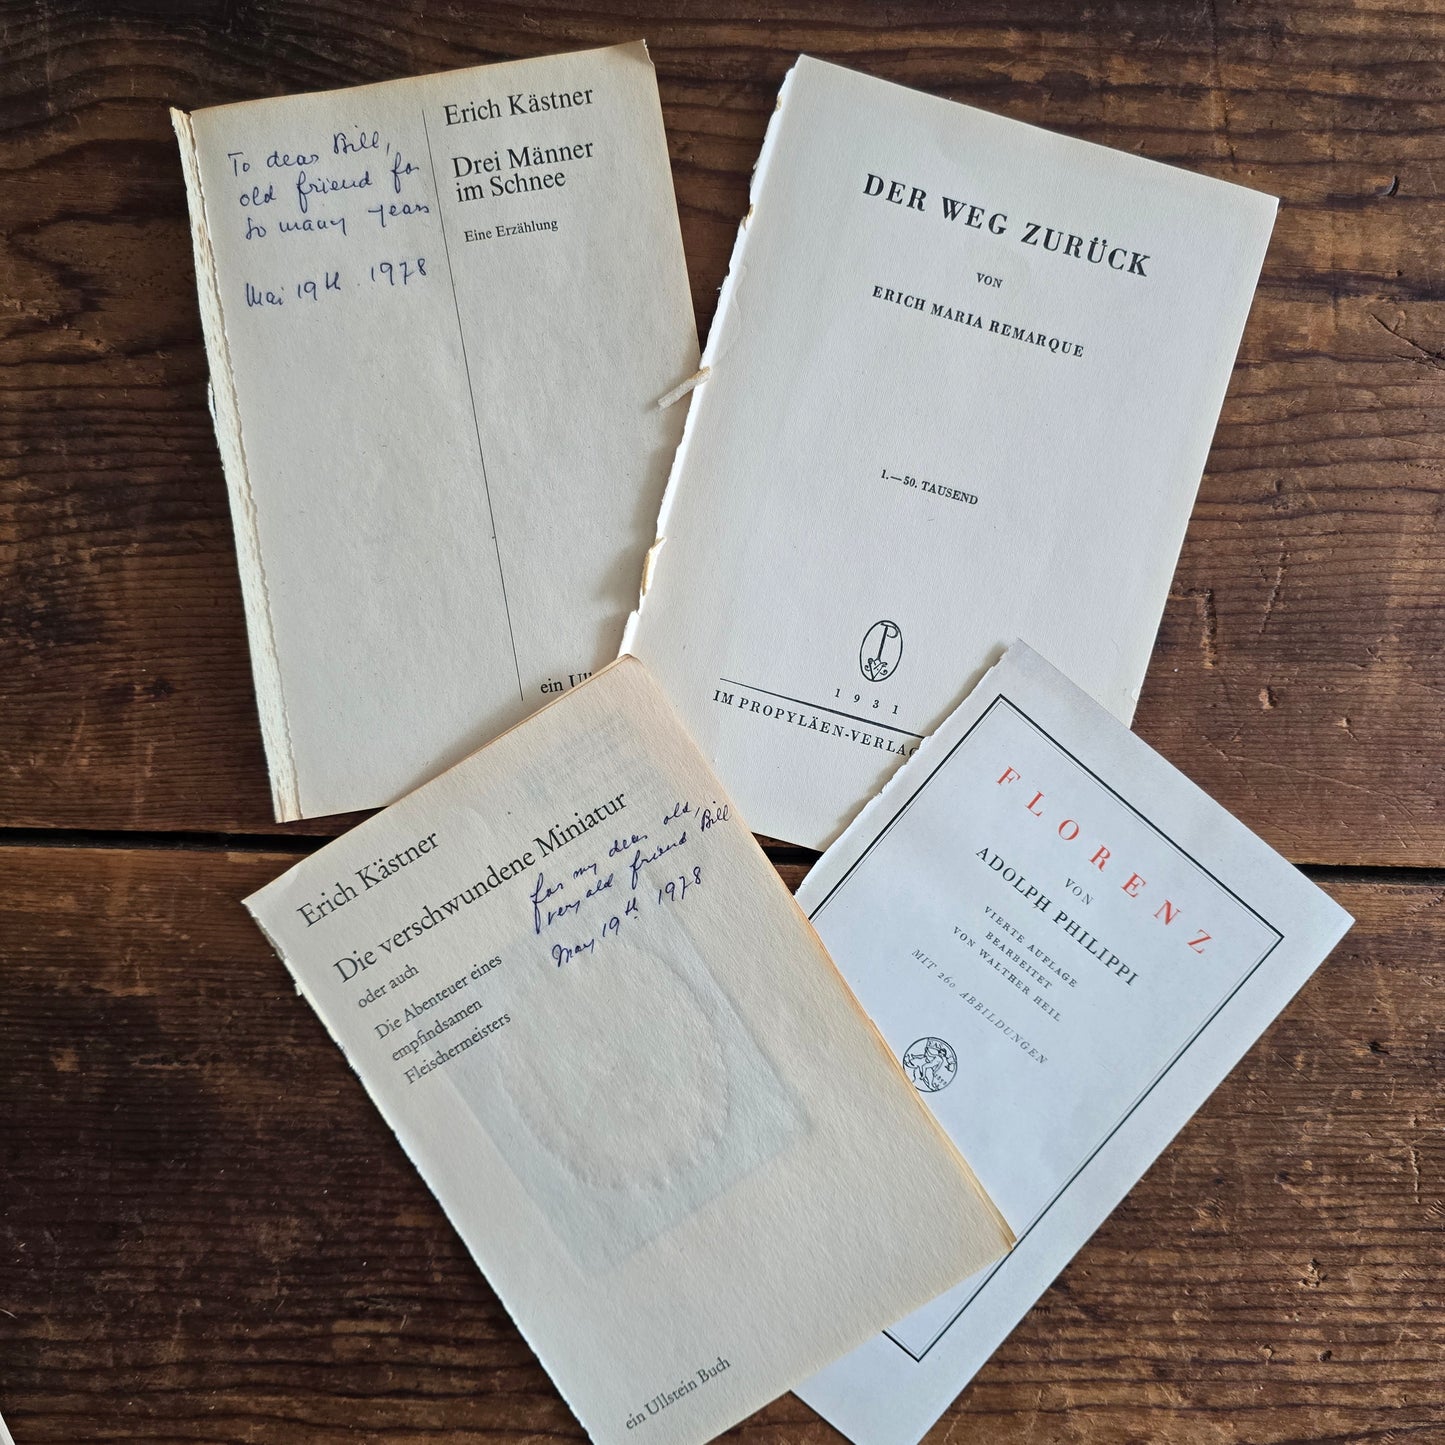 To dear Bill,
old friend for
so many years
Mai 19th. 1978
Erich Kästner
Drei Männer
im Schnee
Eine Erzählung
ein Ull
DER WEG ZURÜCK
VON
ERICH MARIA REMARQUE
1.—50. TAUSEND
1931
IM PROPYLÄEN-VERLAG
Erich Kästner
Die verschwundene Miniatur
oder auch
Die Abenteuer eines
empfindsamen
Fleischermeisters
for my dear old,
very old friend Bill
May 19th 1978
ein Ullstein Buch
FLORENZ
VON
ADOLPH PHILIPPI
VIERTE AUFLAGE
BEARBEITET
VON WALTHER HEIL
MIT 260 ABBILDUNGEN